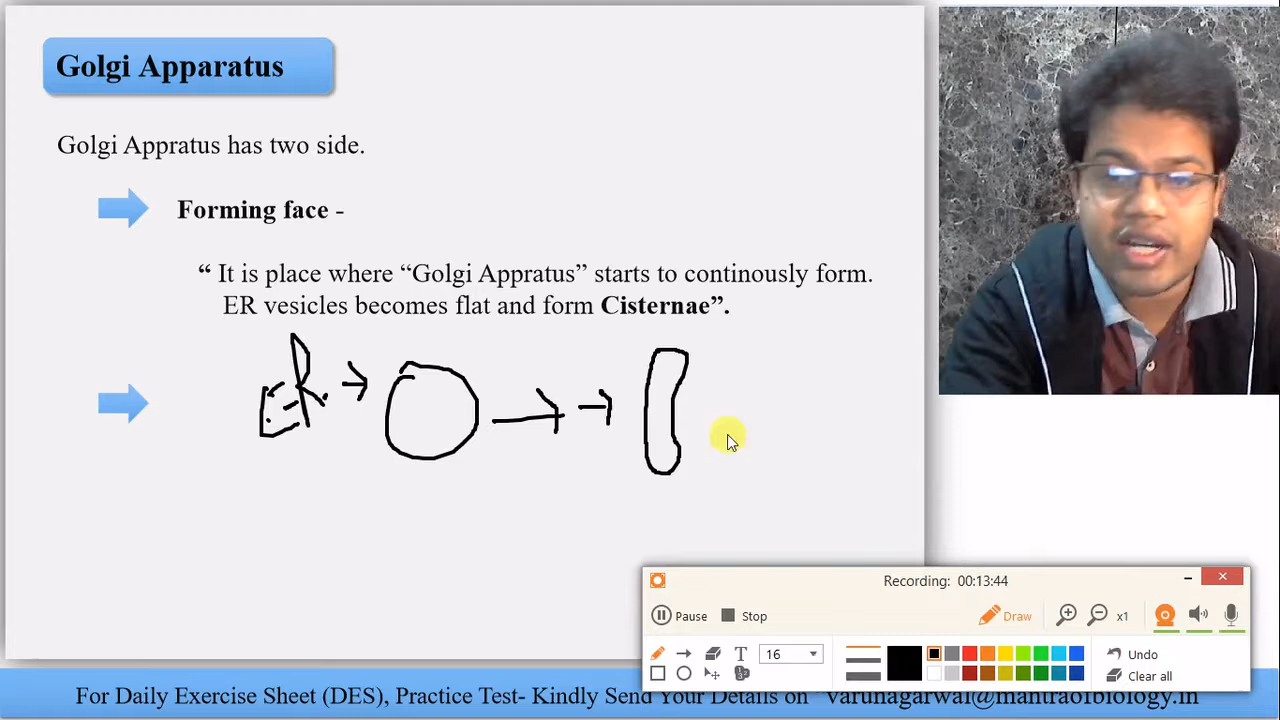 Golgi Apparatus
Golgi Appratus has two side.
Forming face -
“ It is place where “Golgi Appratus” starts to continously form.
ER vesicles becomes flat and form Cisternae”.
E.R.
Recording: 00:13:44
Pause
Stop
Draw
x1
T
16
Undo
Clear all
For Daily Exercise Sheet (DES), Practice Test- Kindly Send Your Details on “varunagarwal@mantraofbiology.in